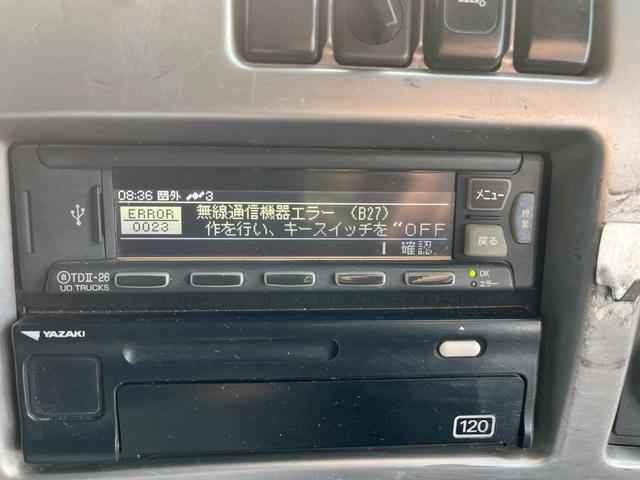 08:36 圏外 3
ERROR
0023
無線通信機器エラー 〈B27〉
作を行い、キースイッチを“OFF
確認
メニュー
戻る
TDII-26
UD TRUCKS
OK
エラー
YAZAKI
120